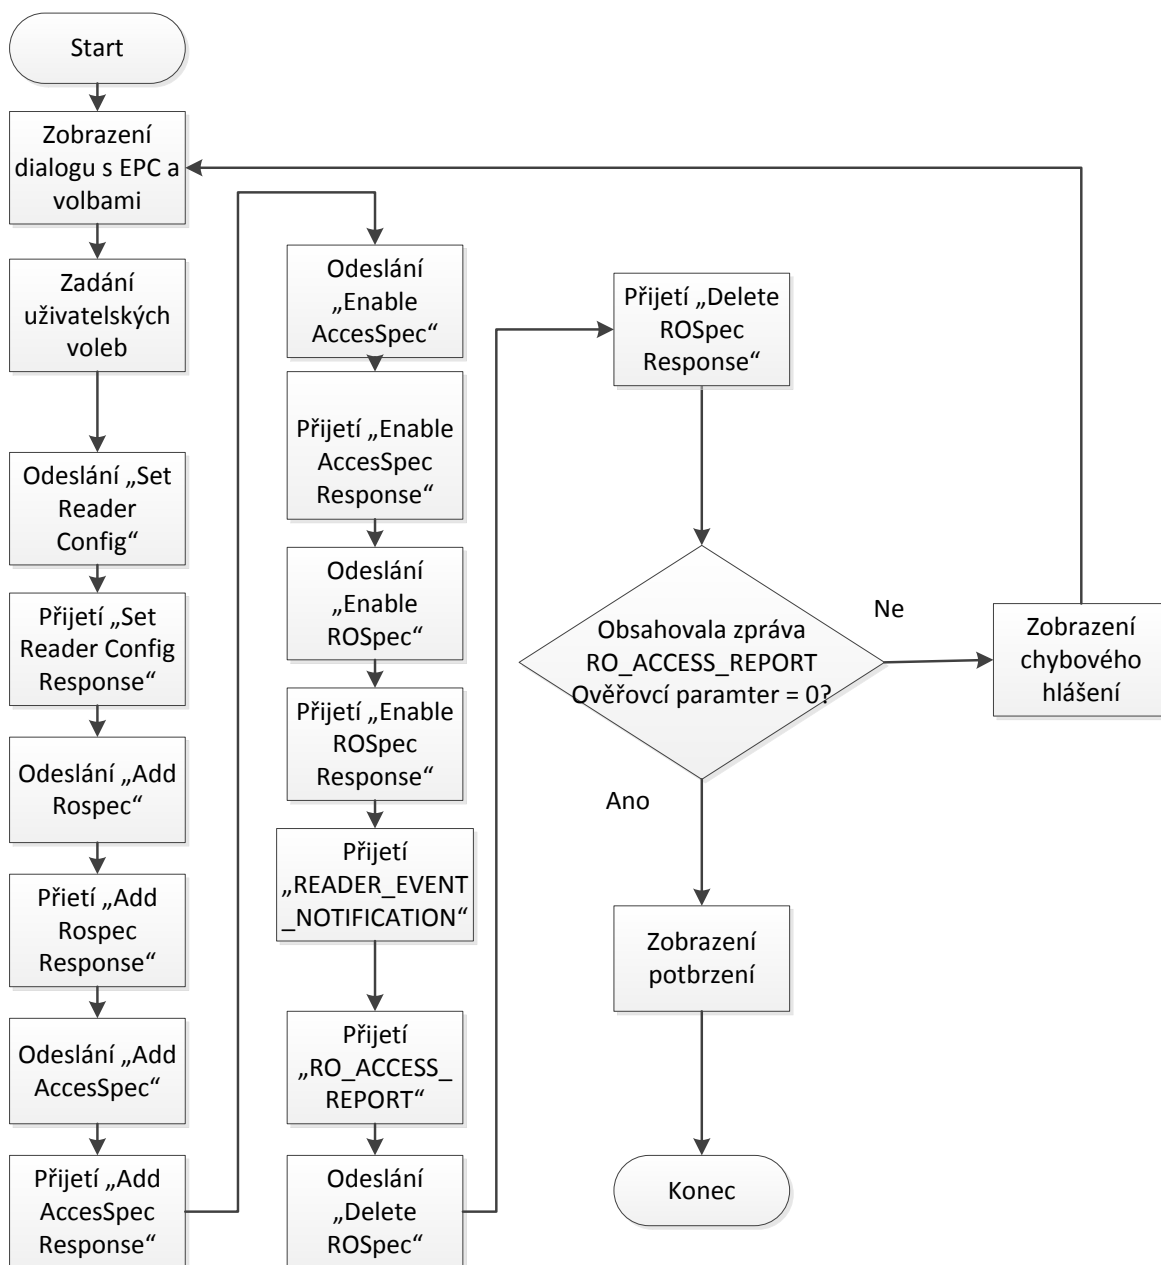 Start
Zobrazení
dialogu s EPC a
volbami
Zadání
uživatelských
voleb
Odeslání „Set
Reader
Config“
Přijetí „Set
Reader Config
Response“
Odeslání „Add
Rospec“
Přietí „Add
Rospec
Response“
Odeslání „Add
AccesSpec“
Přijetí „Add
AccesSpec
Response“
Odeslání
„Enable
AccesSpec“
Přijetí „Enable
AccesSpec
Response“
Odeslání
„Enable
ROSpec“
Přijetí „Enable
ROSpec
Response“
Přijetí
„READER_EVENT
_NOTIFICATION“
Přijetí
„RO_ACCESS_
REPORT“
Odeslání
„Delete
ROSpec“
Přijetí „Delete
ROSpec
Response“
Obsahovala zpráva
RO_ACCESS_REPORT
Ověřovcí paramter = 0?
Ne
Zobrazení
chybového
hlášení
Ano
Zobrazení
potbrzení
Konec